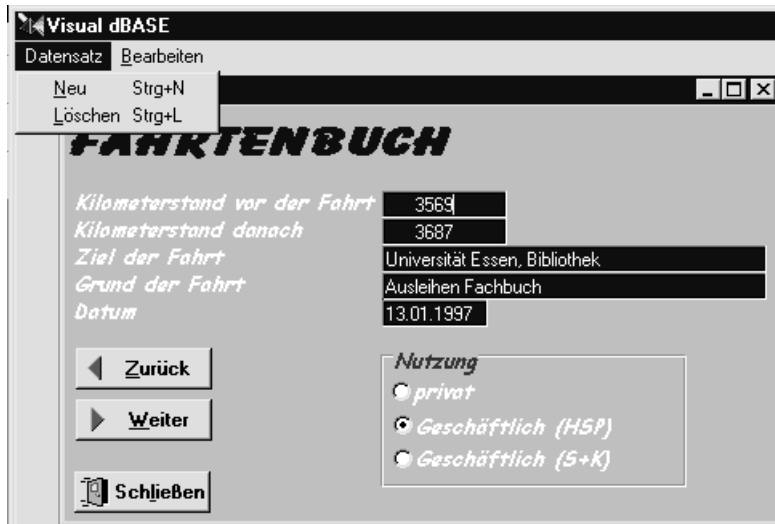 Visual dBASE
Datensatz Bearbeiten
Neu Strg+N
Löschen Strg+L
FAHRTENBUCH
Kilometerstand vor der Fahrt 3569
Kilometerstand danach 3687
Ziel der Fahrt Universität Essen, Bibliothek
Grund der Fahrt Ausleihen Fachbuch
Datum 13.01.1997
Zurück
Weiter
Schließen
Nutzung
privat
Geschäftlich (HSP)
Geschäftlich (S+K)